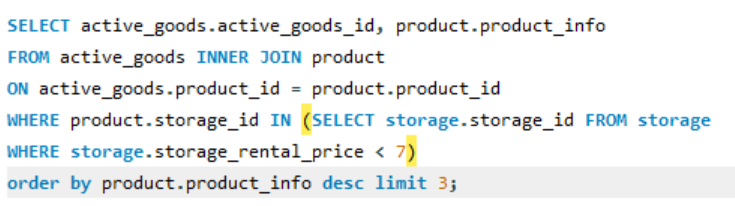 SELECT active_goods.active_goods_id, product.product_info
FROM active_goods INNER JOIN product
ON active_goods.product_id = product.product_id
WHERE product.storage_id IN (SELECT storage.storage_id FROM storage
WHERE storage.storage_rental_price < 7)
order by product.product_info desc limit 3;